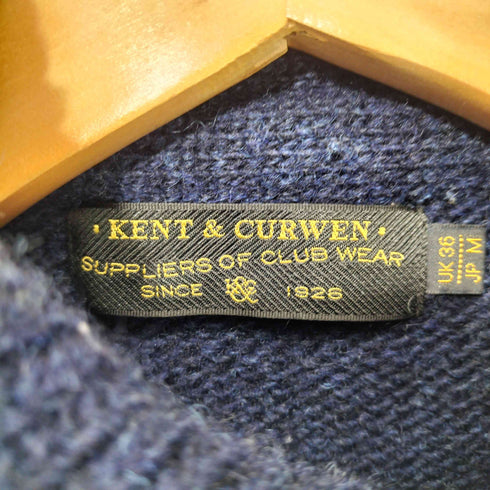 • KENT & CURWEN •
SUPPLIERS OF CLUB WEAR
SINCE 1926
UK 36
JP M